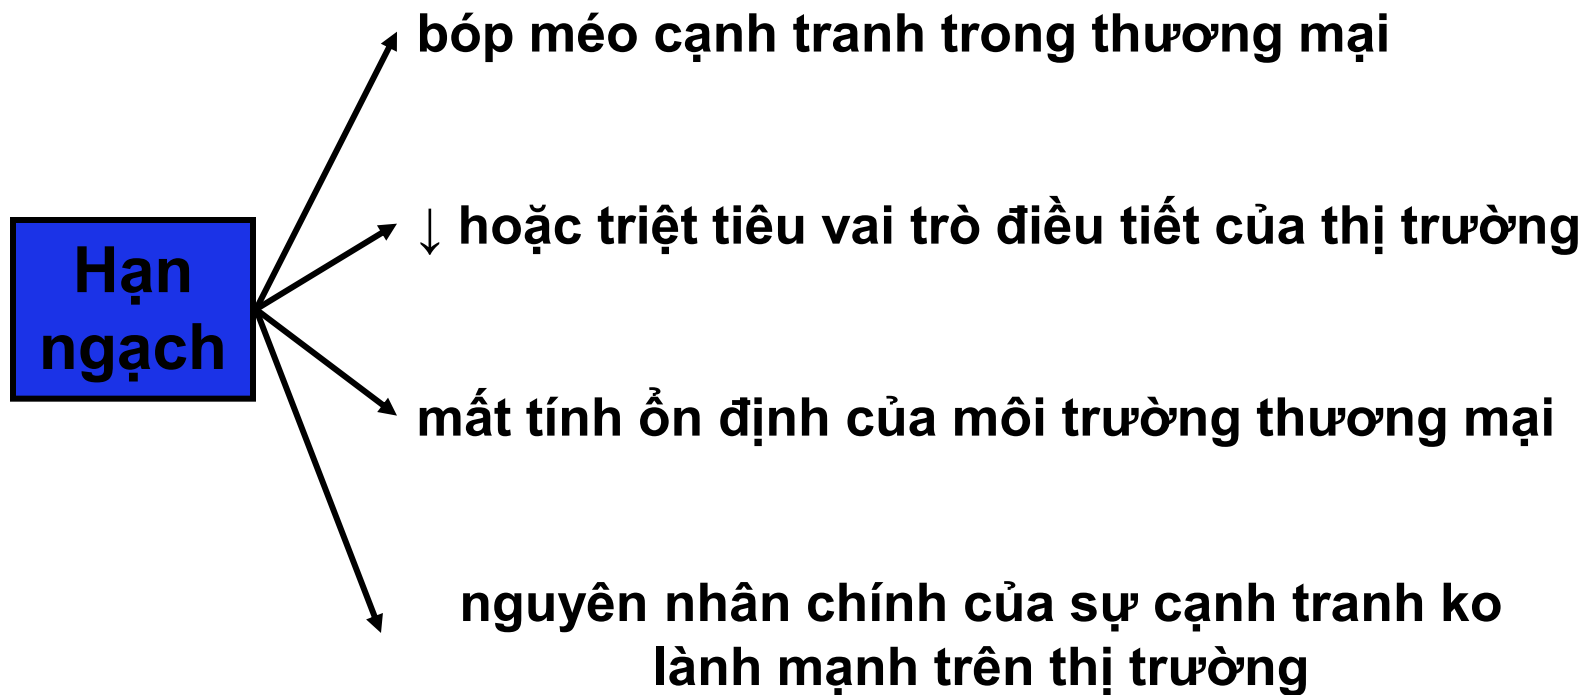 bóp méo cạnh tranh trong thương mại
↓ hoặc triệt tiêu vai trò điều tiết của thị trường
Hạn
ngạch
mất tính ổn định của môi trường thương mại
nguyên nhân chính của sự cạnh tranh ko
lành mạnh trên thị trường